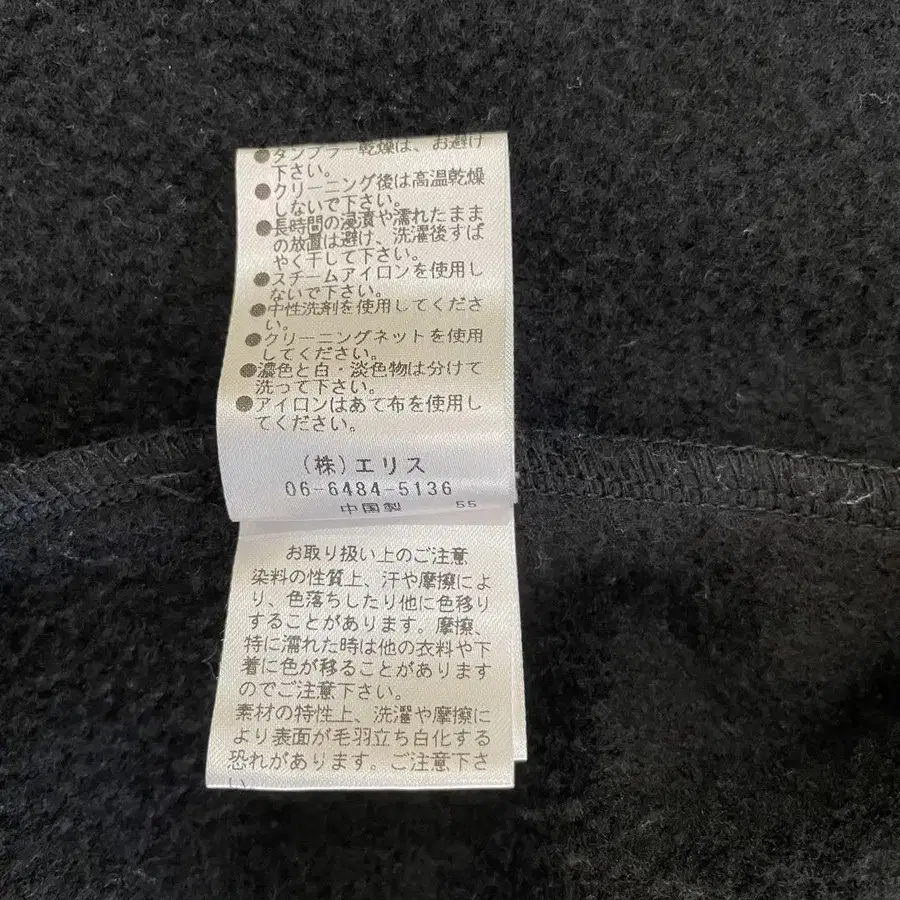 ●タンブラー乾燥は、お避け
下さい。
●クリーニング後は高温乾燥
しないで下さい。
●長時間の浸漬や濡れたまま
の放置は避け、洗濯後すば
やく干して下さい。
●スチームアイロンを使用し
ないで下さい。
●中性洗剤を使用してくださ
い。
●クリーニングネットを使用
してください。
●濃色と白・淡色物は分けて
洗って下さい。
●アイロンはあて布を使用し
てください。
(株)エリス
06-6484-5136
中国製 55
お取り扱い上のご注意
染料の性質上、汗や摩擦によ
り、色落ちしたり他に色移り
することがあります。摩擦、
特に濡れた時は他の衣料や下
着に色が移ることがあります
のでご注意下さい。
素材の特性上、洗濯や摩擦に
より表面が毛羽立ち白化する
恐れがあります。ご注意下さ
い